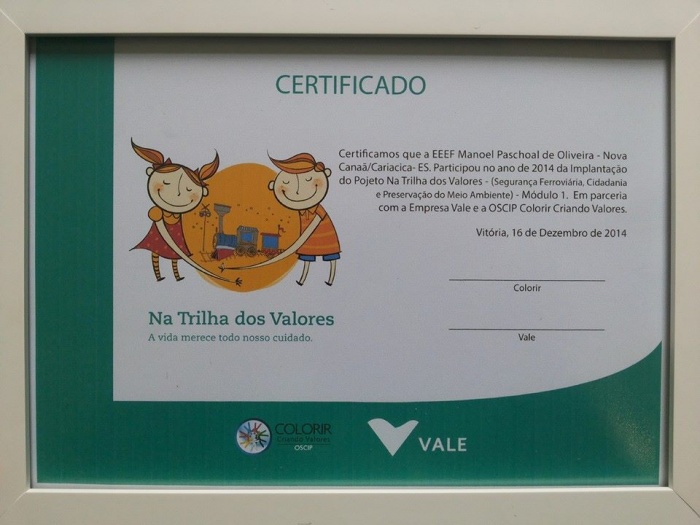 CERTIFICADO
Certificamos que a EEEF Manoel Paschoal de Oliveira - Nova
Canaã/Cariacica- ES. Participou no ano de 2014 da Implantação
do Pojeto Na Trilha dos Valores - (Segurança Ferroviária, Cidadania
e Preservação do Meio Ambiente) - Módulo 1. Em parceria
com a Empresa Vale e a OSCIP Colorir Criando Valores.
Vitória, 16 de Dezembro de 2014
Colorir
Vale
Na Trilha dos Valores
A vida merece todo nosso cuidado.
COLORIR
Criando Valores
OSCIP
VALE